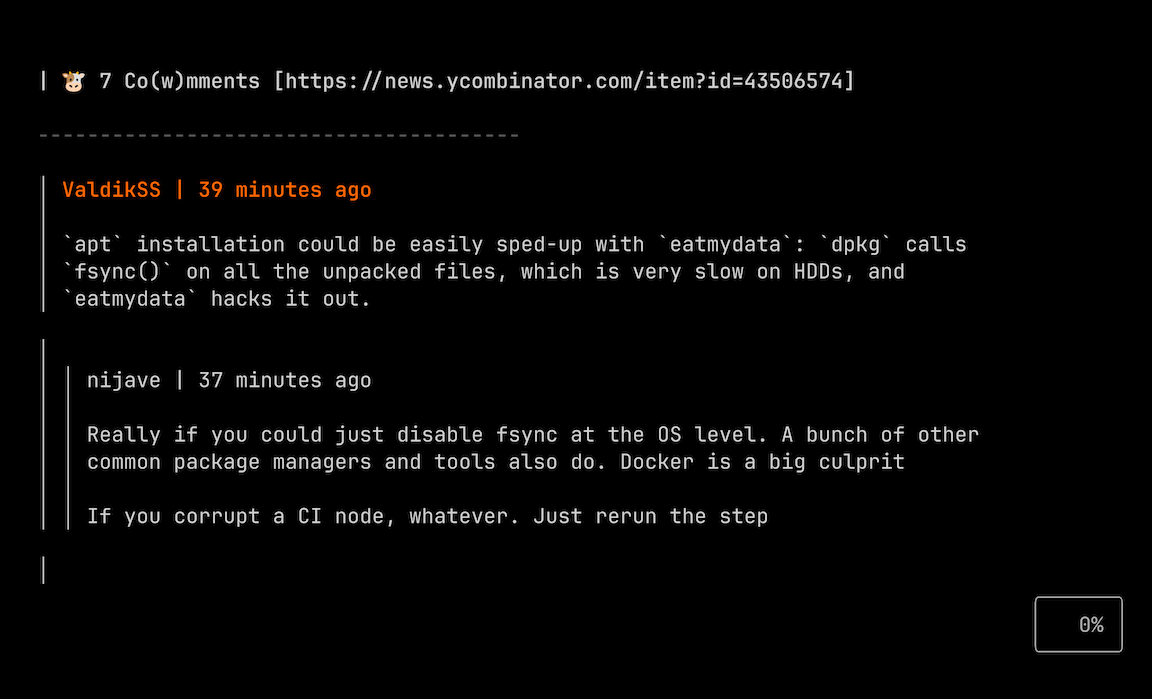 | 🐮 7 Co(w)mments [https://news.ycombinator.com/item?id=43506574]
---------------------------------------
ValdikSS | 39 minutes ago
`apt` installation could be easily sped-up with `eatmydata`: `dpkg` calls
`fsync()` on all the unpacked files, which is very slow on HDDs, and
`eatmydata` hacks it out.
nijave | 37 minutes ago
Really if you could just disable fsync at the OS level. A bunch of other
common package managers and tools also do. Docker is a big culprit
If you corrupt a CI node, whatever. Just rerun the step
0%